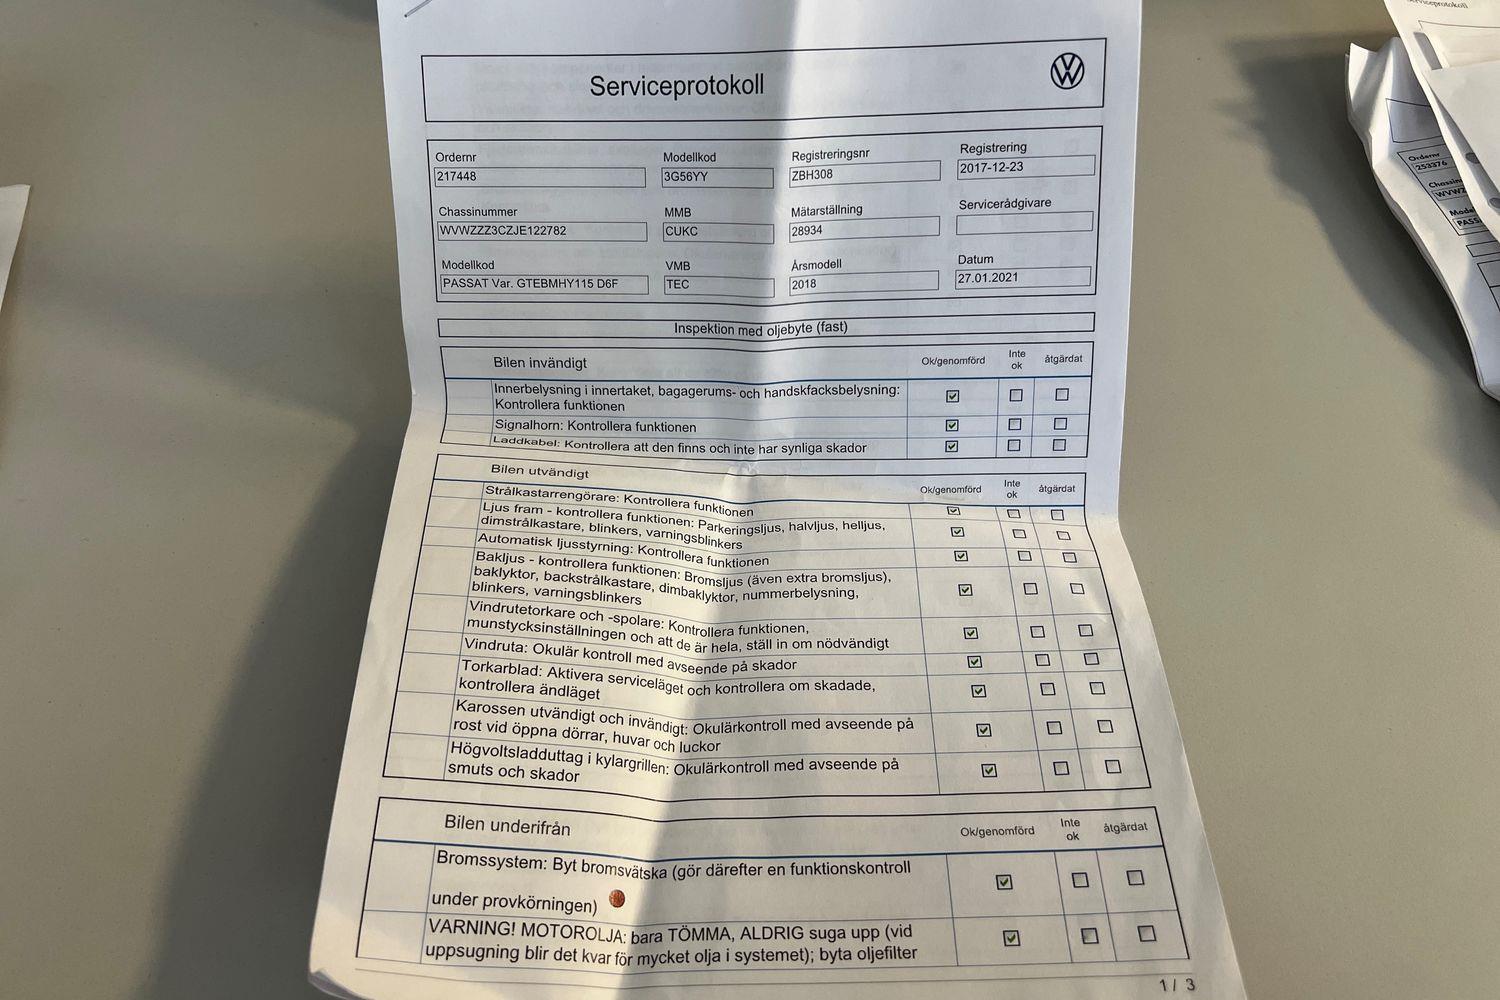 Serviceprotokoll
Ordernr
217448
Modellkod
3G56YY
Registreringsnr
ZBH308
Registrering
2017-12-23
Chassinummer
WVWZZZ3CZJE122782
MMB
CUKC
Mätarställning
28934
Servicerådgivare
Modellkod
PASSAT Var. GTEBMHY115 D6F
VMB
TEC
Årsmodell
2018
Datum
27.01.2021
Inspektion med oljebyte (fast)
Bilen invändigt
Ok/genomförd
Inte
ok
åtgärdat
Innerbelysning i innertaket, bagagerums- och handskfacksbelysning:
Kontrollera funktionen
Signalhorn: Kontrollera funktionen
Laddkabel: Kontrollera att den finns och inte har synliga skador
Bilen utvändigt
Ok/genomförd
Inte
ok
åtgärdat
Strålkastarrengörare: Kontrollera funktionen
Ljus fram - kontrollera funktionen: Parkeringsljus, halvljus, helljus,
dimstrålkastare, blinkers, varningsblinkers
Automatisk ljusstyrning: Kontrollera funktionen
Bakljus - kontrollera funktionen: Bromsljus (även extra bromsljus),
baklyktor, backstrålkastare, dimbaklyktor, nummerbelysning,
blinkers, varningsblinkers
Vindrutetorkare och -spolare: Kontrollera funktionen,
munstycksinställningen och att de är hela, ställ in om nödvändigt
Vindruta: Okulär kontroll med avseende på skador
Torkarblad: Aktivera serviceläget och kontrollera om skadade,
kontrollera ändläget
Karossen utvändigt och invändigt: Okulärkontroll med avseende på
rost vid öppna dörrar, huvar och luckor
Högvoltsladduttag i kylargrillen: Okulärkontroll med avseende på
smuts och skador
Bilen underifrån
Ok/genomförd
Inte
ok
åtgärdat
Bromssystem: Byt bromsvätska (gör därefter en funktionskontroll
under provkörningen)
VARNING! MOTOROLJA: bara TÖMMA, ALDRIG suga upp (vid
uppsugning blir det kvar för mycket olja i systemet); byta oljefilter
1 / 3
Serviceprotokoll
Ordernr
253376
WVWZ
PASS